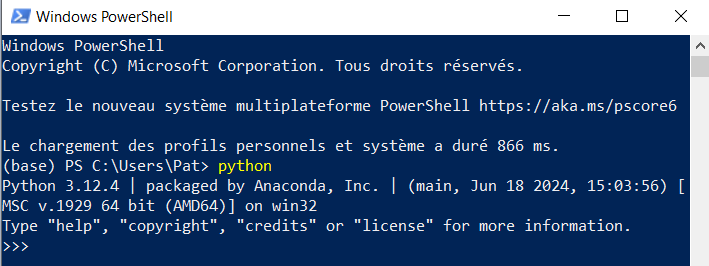 Windows PowerShell
Windows PowerShell
Copyright (C) Microsoft Corporation. Tous droits réservés.
Testez le nouveau système multiplateforme PowerShell https://aka.ms/pscore6
Le chargement des profils personnels et système a duré 866 ms.
(base) PS C:\Users\Pat> python
Python 3.12.4 | packaged by Anaconda, Inc. | (main, Jun 18 2024, 15:03:56) [
MSC v.1929 64 bit (AMD64)] on win32
Type "help", "copyright", "credits" or "license" for more information.
>>>